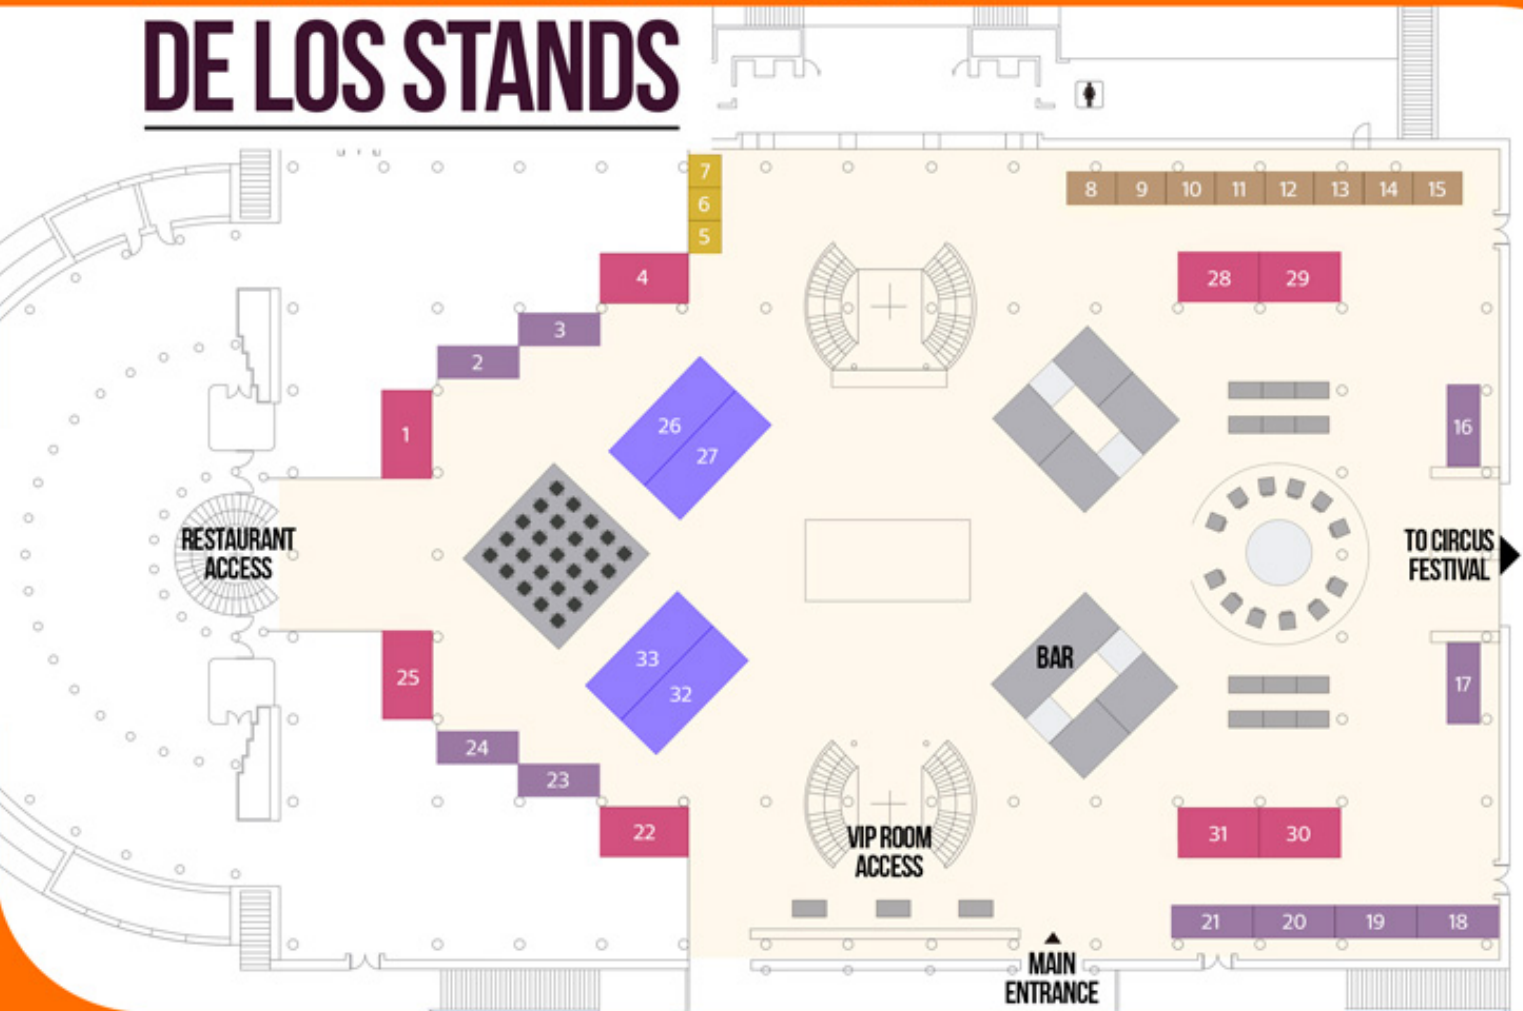 DE LOS STANDS
7
6
5
8 9 10 11 12 13 14 15
4
28 29
3
2
1
26
27
16
RESTAURANT
ACCESS
TO CIRCUS
FESTIVAL
25
33
32
BAR
17
24
23
22
VIP ROOM
ACCESS
31 30
21 20 19 18
MAIN
ENTRANCE